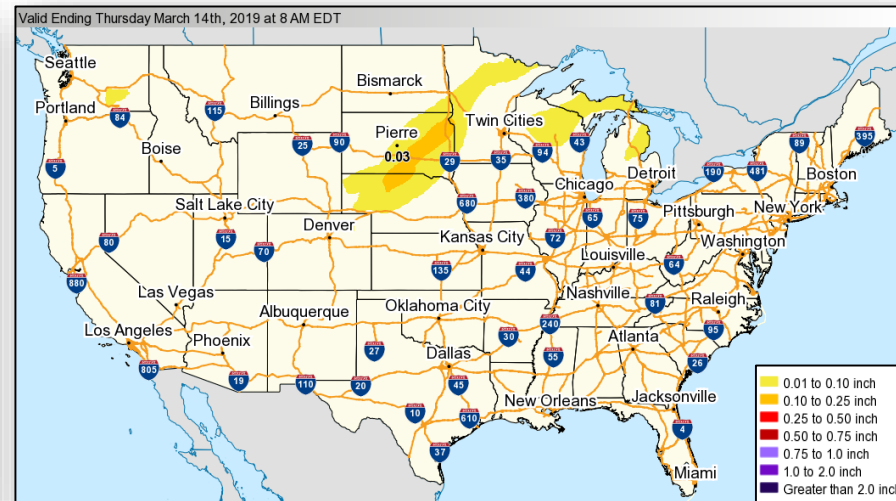 Valid Ending Thursday March 14th, 2019 at 8 AM EDT
Seattle
Bismarck
Portland
84
115
Billings
Twin Cities
Pierre
0.03
25
90
29
35
94
43
89
395
Boise
5
190
481
Boston
Detroit
Chicago
680
380
Salt Lake City
65
75
Pittsburgh
New York
Denver
80
15
70
Kansas City
72
Washington
Louisville
64
880
135
44
Las Vegas
Oklahoma City
Nashville
81
Raleigh
Albuquerque
Los Angeles
Phoenix
240
30
95
Atlanta
27
Dallas
55
26
805
19
110
20
45
New Orleans
Jacksonville
10
610
4
37
Miami
0.01 to 0.10 inch
0.10 to 0.25 inch
0.25 to 0.50 inch
0.50 to 0.75 inch
0.75 to 1.0 inch
1.0 to 2.0 inch
Greater than 2.0 inc